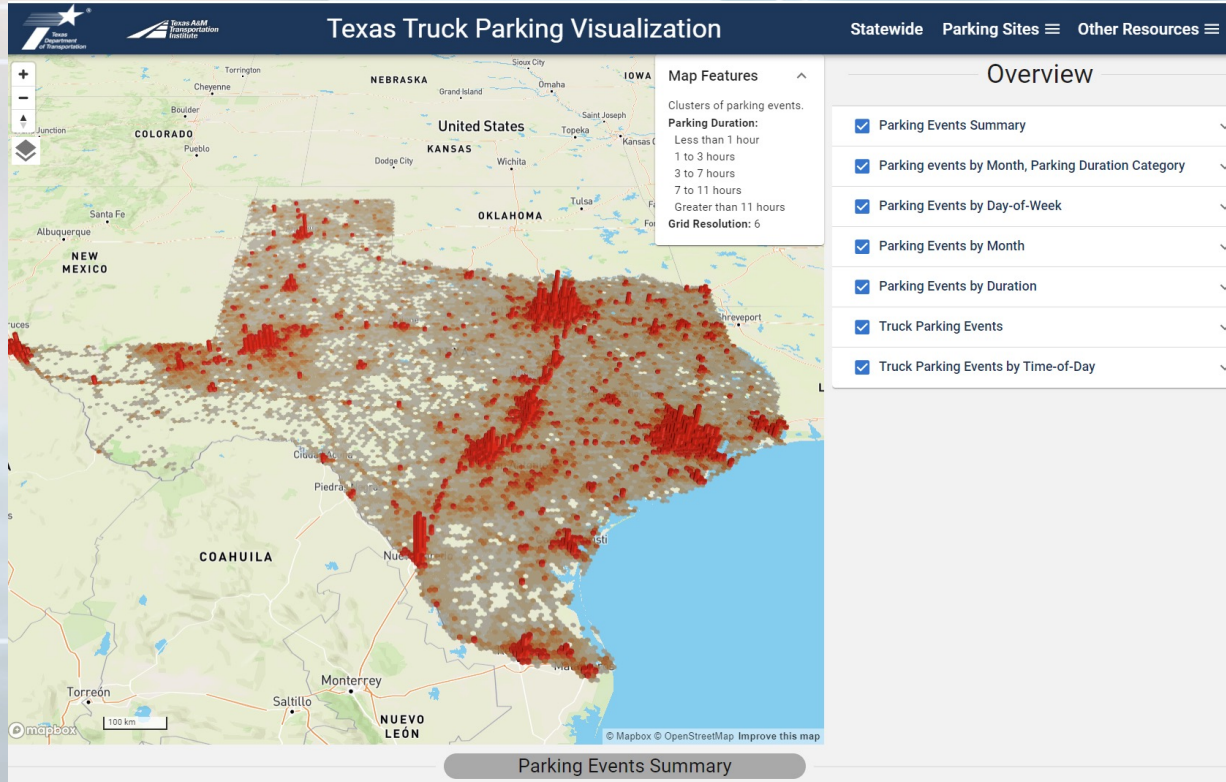 Texas
Department
of Transportation
Texas A&M
Transportation
Institute
Texas Truck Parking Visualization
Statewide
Parking Sites
Other Resources
Map Features
Clusters of parking events.
Parking Duration:
Less than 1 hour
1 to 3 hours
3 to 7 hours
7 to 11 hours
Greater than 11 hours
Grid Resolution: 6
Overview
Parking Events Summary
Parking events by Month, Parking Duration Category
Parking Events by Day-of-Week
Parking Events by Month
Parking Events by Duration
Truck Parking Events
Truck Parking Events by Time-of-Day
Sioux City
Torrington
NEBRASKA
IOWA
Cheyenne
Grand Island
Omaha
Boulder
United States
Saint Joseph
Junction
COLORADO
Topeka
Kansas
Pueblo
KANSAS
Dodge City
Wichita
Tulsa
Santa Fe
OKLAHOMA
Albuquerque
NEW
MEXICO
Shreveport
ruces
Piedra
COAHUILA
Monterrey
Torreón
Saltillo
NUEVO
LEÓN
100 km
mapbox
© Mapbox © OpenStreetMap Improve this map
Parking Events Summary